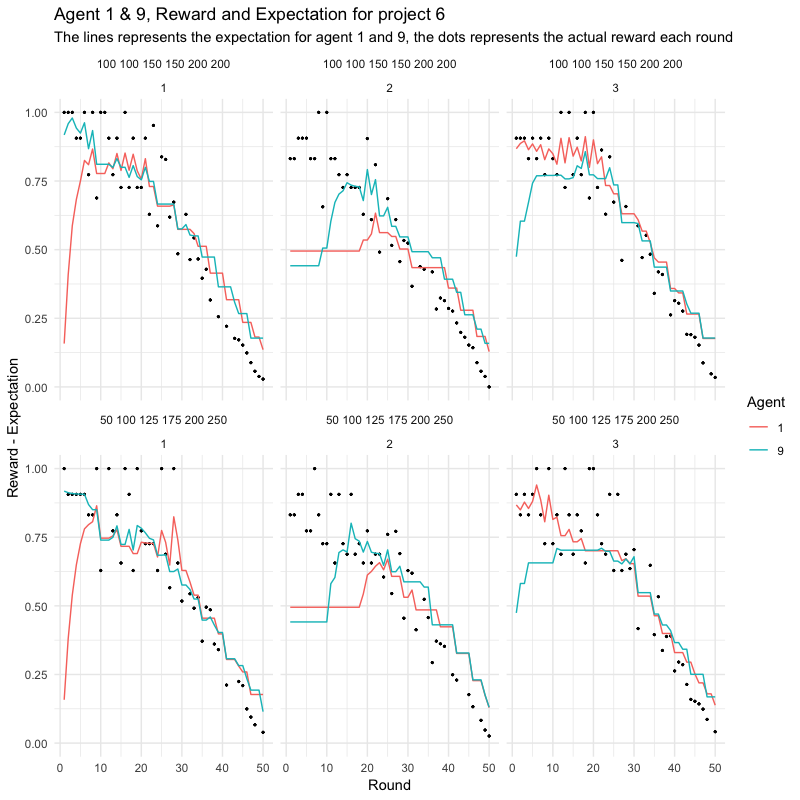 Agent 1 & 9, Reward and Expectation for project 6
The lines represents the expectation for agent 1 and 9, the dots represents the actual reward each round
100 100 150 150 200 200
100 100 150 150 200 200
100 100 150 150 200 200
1
2
3
1.00
0.75
0.50
0.25
0.00
50 100 125 175 200 250
50 100 125 175 200 250
50 100 125 175 200 250
1
2
3
1.00
0.75
0.50
0.25
0.00
0 10 20 30 40 50
0 10 20 30 40 50
0 10 20 30 40 50
Round
Reward - Expectation
Agent
1
9